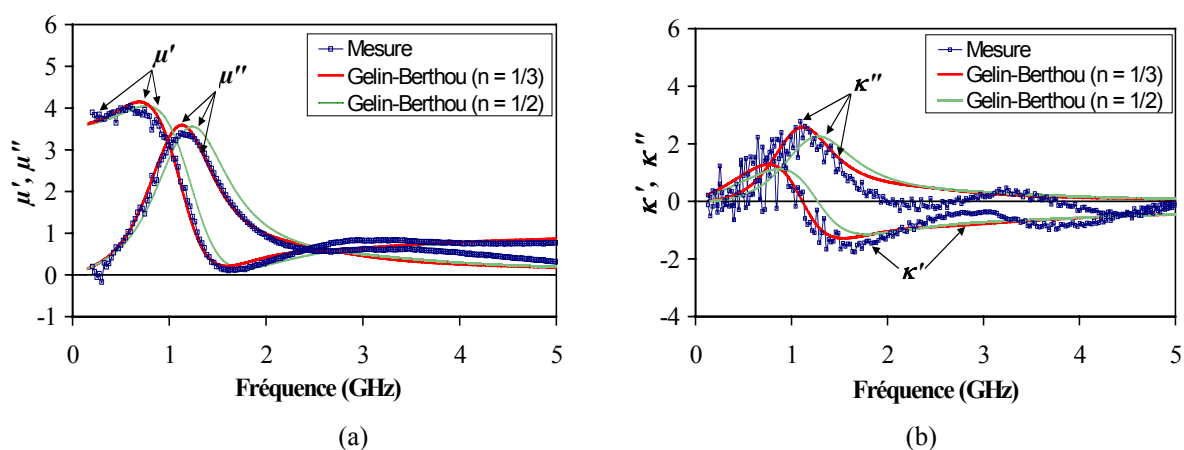 6
5
4
3
2
1
0
-1
μ', μ''
μ'
μ''
Mesure
Gelin-Berthou (n = 1/3)
Gelin-Berthou (n = 1/2)
0 1 2 3 4 5
Fréquence (GHz)
(a)
6
4
2
0
-2
-4
κ', κ''
κ''
κ'
Mesure
Gelin-Berthou (n = 1/3)
Gelin-Berthou (n = 1/2)
0 1 2 3 4 5
Fréquence (GHz)
(b)